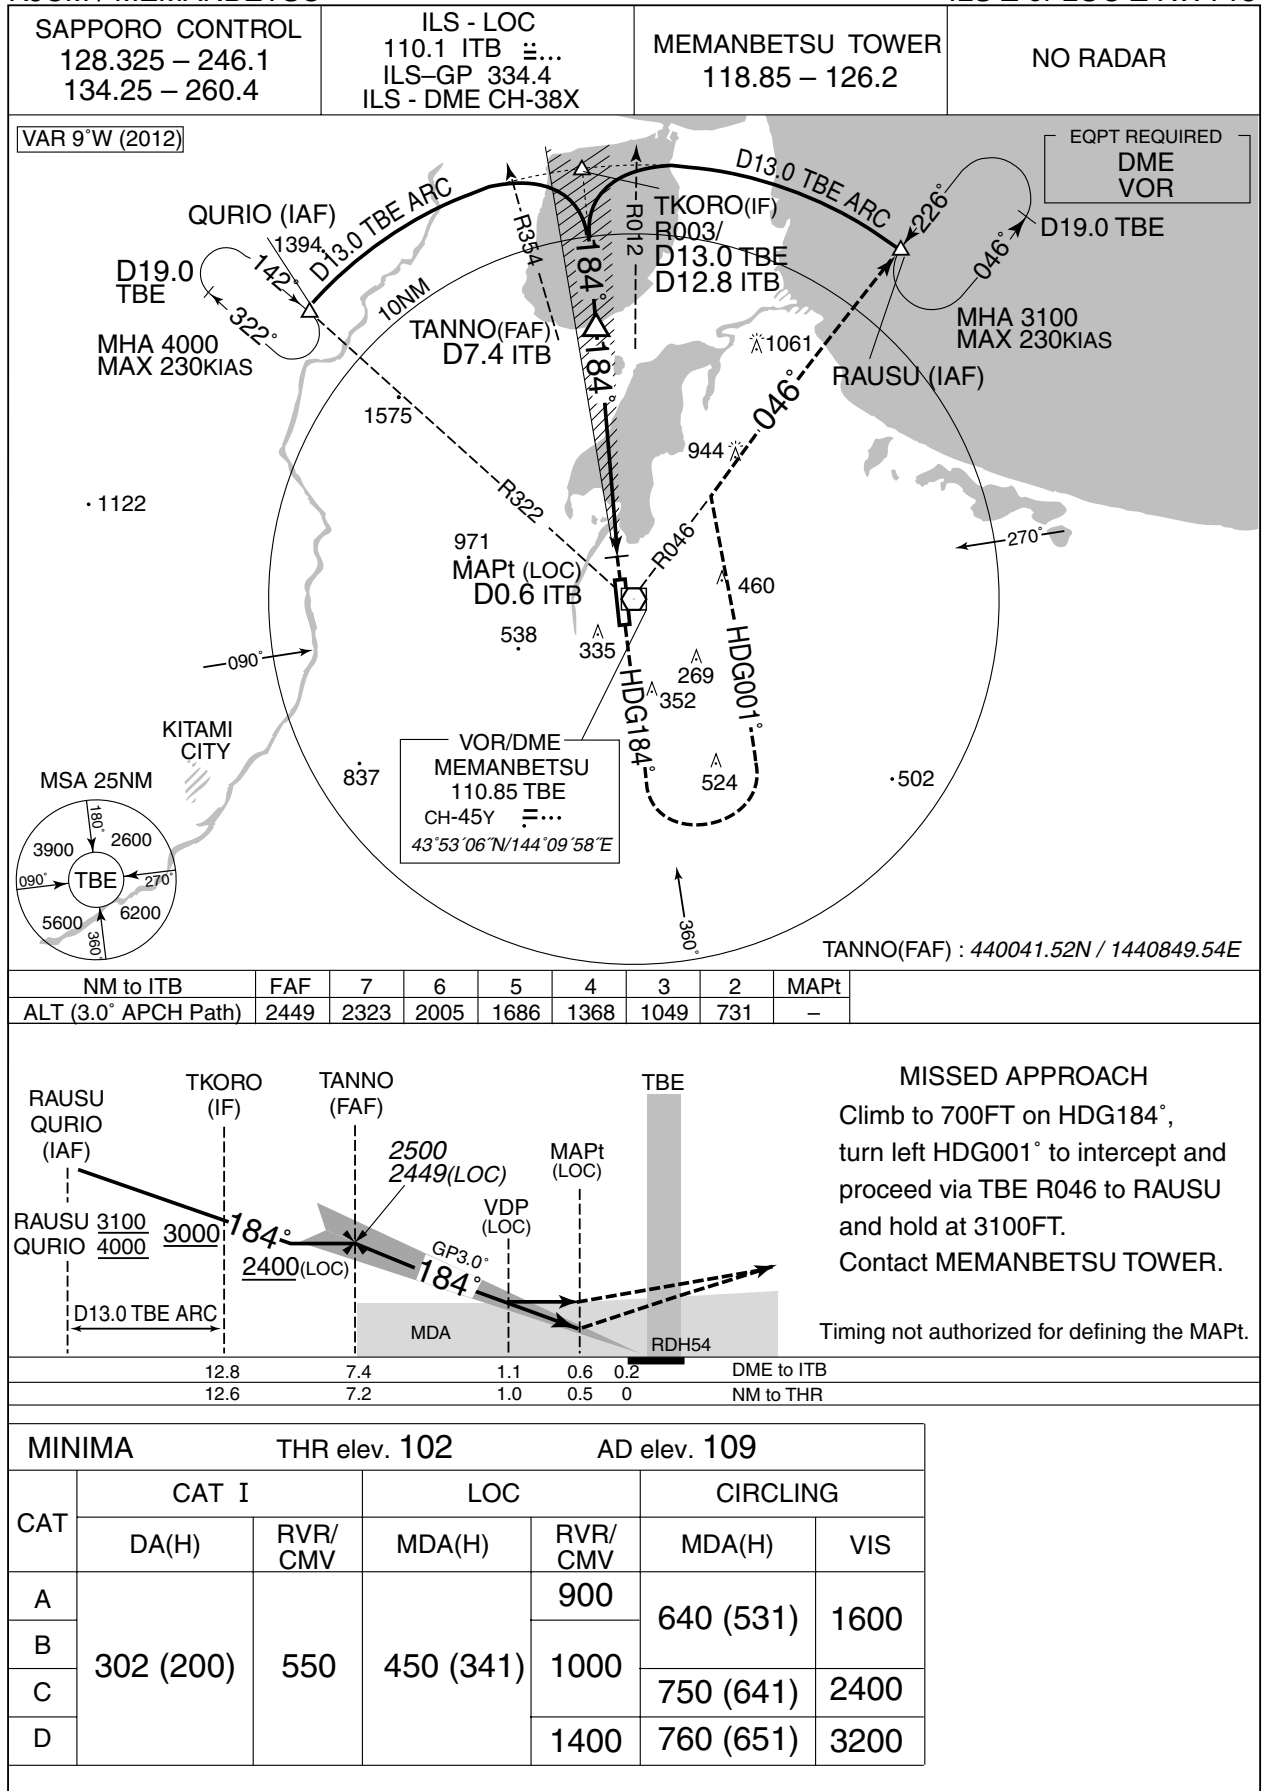 SAPPORO CONTROL
128.325 – 246.1
134.25 – 260.4
ILS - LOC
110.1 ITB
ILS–GP 334.4
ILS - DME CH-38X
MEMANBETSU TOWER
118.85 – 126.2
NO RADAR
VAR 9°W (2012)
EQPT REQUIRED
DME
VOR
D13.0 TBE ARC
D13.0 TBE ARC
QURIO (IAF)
1394
D19.0
TBE
142°
322°
MHA 4000
MAX 230KIAS
10NM
R354
R012
TKORO(IF)
R003/
D13.0 TBE
D12.8 ITB
184°
226°
046°
D19.0 TBE
MHA 3100
MAX 230KIAS
RAUSU (IAF)
TANNO(FAF)
D7.4 ITB
184°
1061
046°
1575
944
1122
R322
R046
270°
971
MAPt (LOC)
D0.6 ITB
460
538
335
090°
269
352
HDG184°
HDG001°
KITAMI
CITY
837
524
502
VOR/DME
MEMANBETSU
110.85 TBE
CH-45Y
43°53´06˝N/144°09´58˝E
MSA 25NM
180°
3900
2600
090°
TBE
270°
5600
6200
360°
360°
TANNO(FAF) : 440041.52N / 1440849.54E
NM to ITB FAF 7 6 5 4 3 2 MAPt
ALT (3.0° APCH Path) 2449 2323 2005 1686 1368 1049 731 –
RAUSU
QURIO
(IAF)
TKORO
(IF)
TANNO
(FAF)
2500
2449(LOC)
VDP
(LOC)
MAPt
(LOC)
TBE
RAUSU 3100
QURIO 4000
3000
184°
2400(LOC)
GP3.0°
184°
D13.0 TBE ARC
MDA
RDH54
12.8 7.4 1.1 0.6 0.2 DME to ITB
12.6 7.2 1.0 0.5 0 NM to THR
MISSED APPROACH
Climb to 700FT on HDG184°,
turn left HDG001° to intercept and
proceed via TBE R046 to RAUSU
and hold at 3100FT.
Contact MEMANBETSU TOWER.
Timing not authorized for defining the MAPt.
MINIMA THR elev. 102 AD elev. 109
CAT CAT I LOC CIRCLING
DA(H) RVR/CMV MDA(H) RVR/CMV MDA(H) VIS
A 302 (200) 550 450 (341) 900 640 (531) 1600
B 1000
C 750 (641) 2400
D 1400 760 (651) 3200